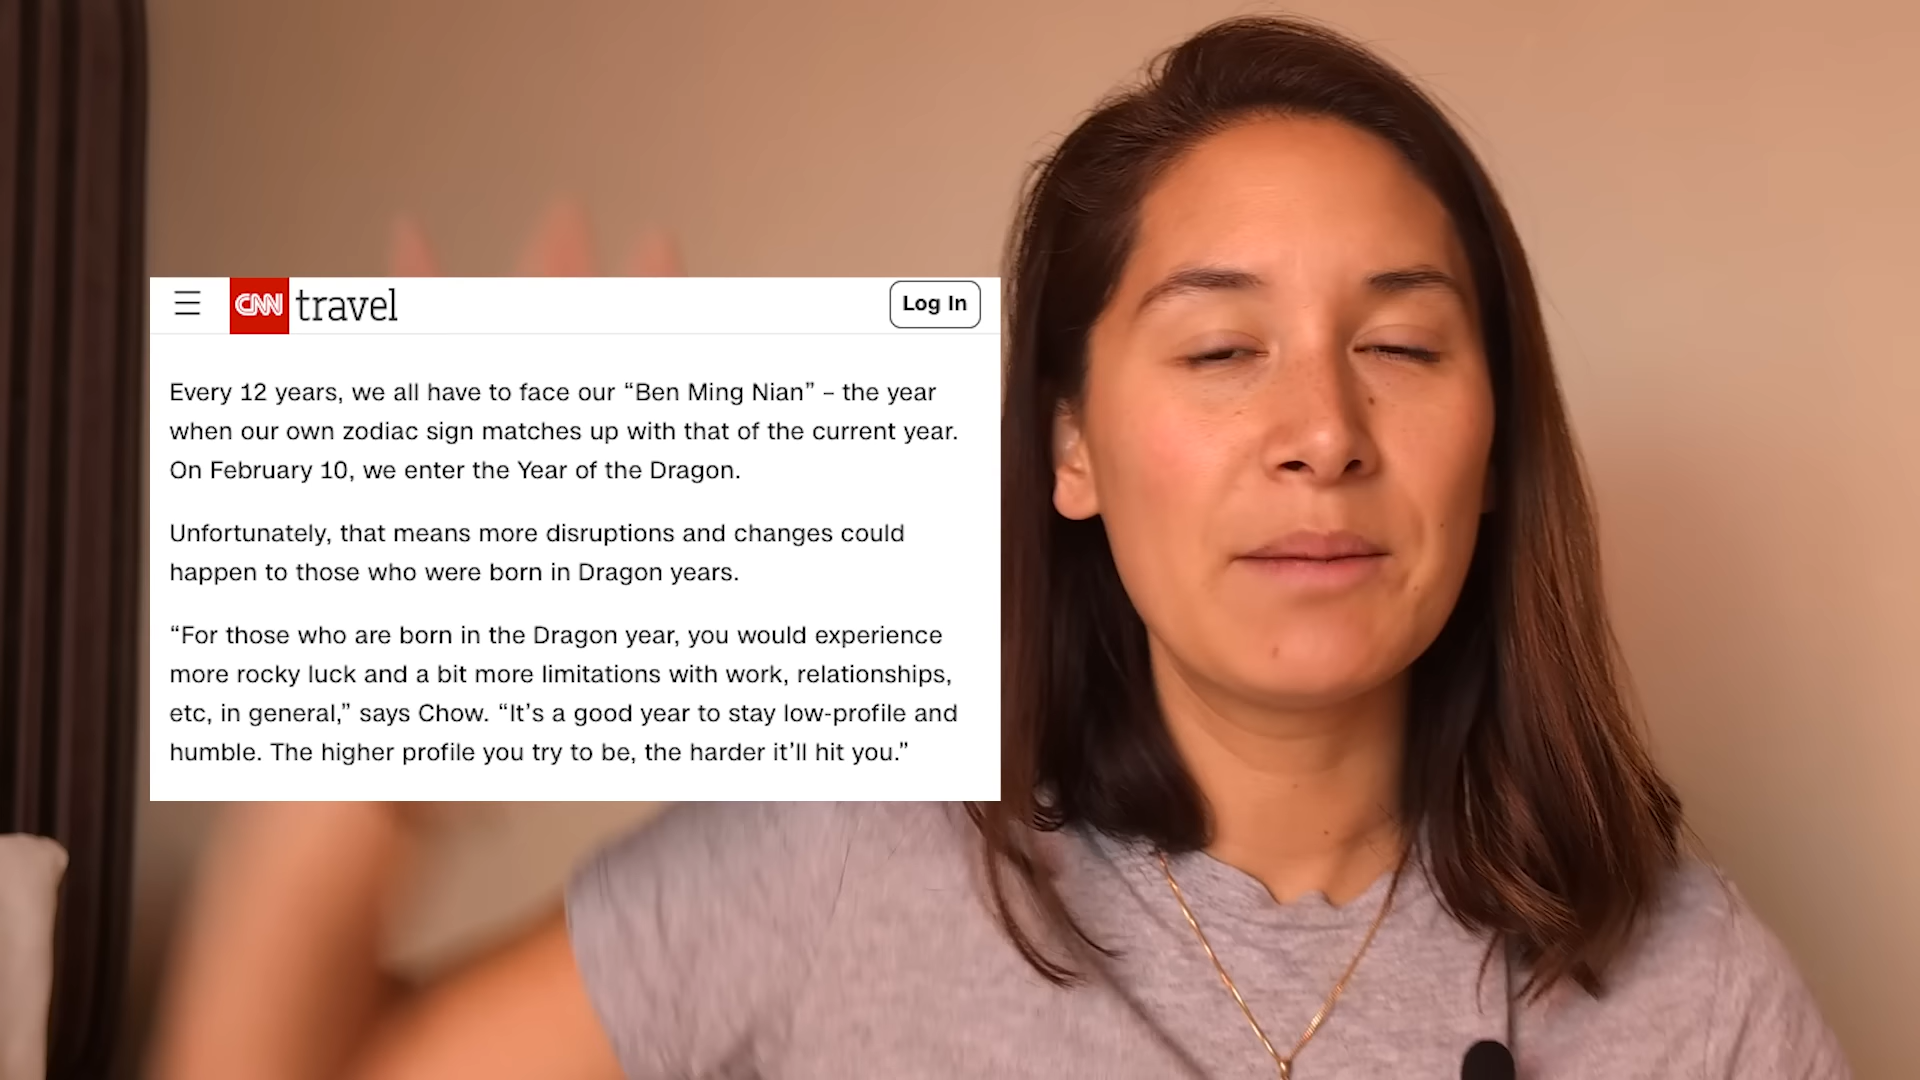 CNN travel
Log In
Every 12 years, we all have to face our “Ben Ming Nian” – the year
when our own zodiac sign matches up with that of the current year.
On February 10, we enter the Year of the Dragon.
Unfortunately, that means more disruptions and changes could
happen to those who were born in Dragon years.
“For those who are born in the Dragon year, you would experience
more rocky luck and a bit more limitations with work, relationships,
etc, in general,” says Chow. “It’s a good year to stay low-profile and
humble. The higher profile you try to be, the harder it’ll hit you.”